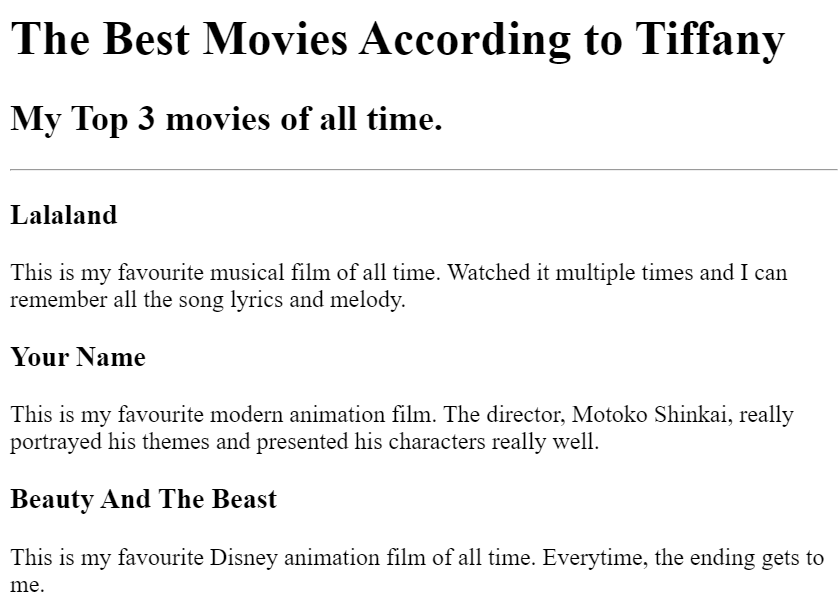 The Best Movies According to Tiffany
My Top 3 movies of all time.
Lalaland
This is my favourite musical film of all time. Watched it multiple times and I can
remember all the song lyrics and melody.
Your Name
This is my favourite modern animation film. The director, Motoko Shinkai, really
portrayed his themes and presented his characters really well.
Beauty And The Beast
This is my favourite Disney animation film of all time. Everytime, the ending gets to
me.